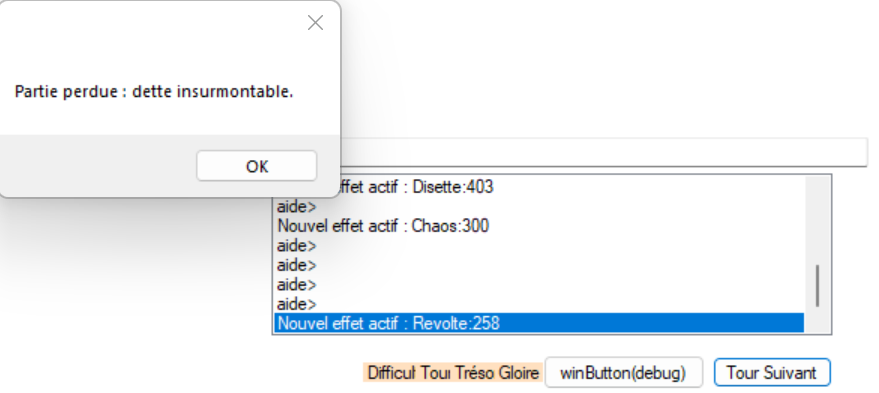 Partie perdue : dette insurmontable.
OK
ffet actif : Disette:403
aide>
Nouvel effet actif : Chaos:300
aide>
aide>
aide>
aide>
Nouvel effet actif : Revolte:258
Difficul Tour Tréso Gloire
winButton(debug)
Tour Suivant